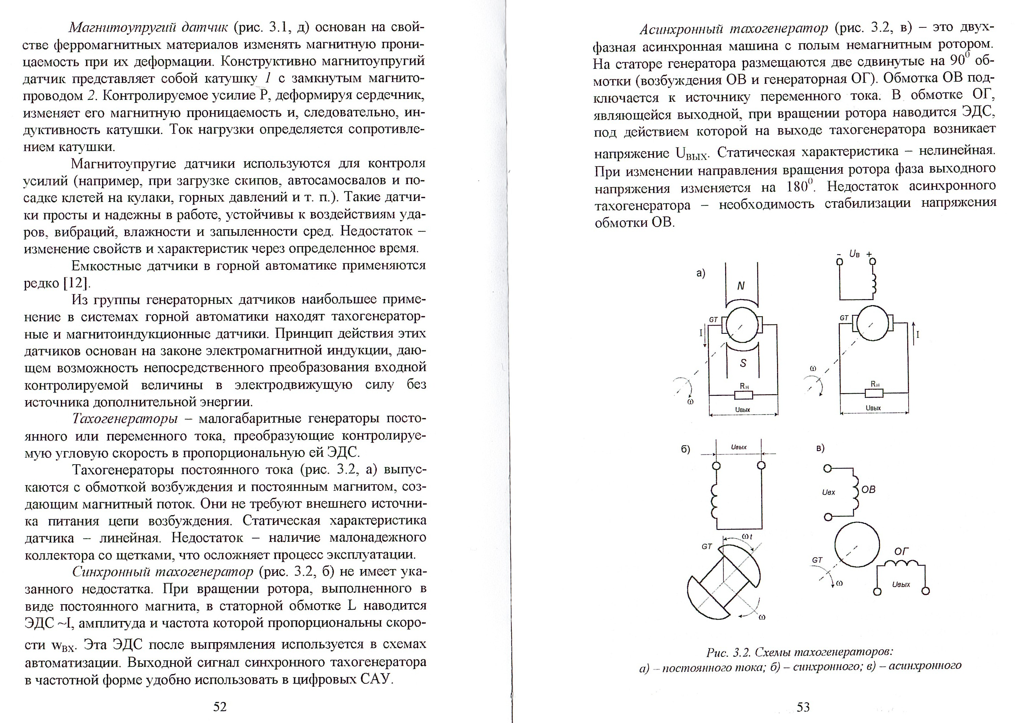 Магнитоупругий датчик (рис. 3.1, д) основан на свой-
стве ферромагнитных материалов изменять магнитную прони-
цаемость при их деформации. Конструктивно магнитоупругий
датчик представляет собой катушку 1 с замкнутым магнито-
проводом 2. Контролируемое усилие Р, деформируя сердечник,
изменяет его магнитную проницаемость и, следовательно, ин-
дуктивность катушки. Ток нагрузки определяется сопротивле-
нием катушки.
Магнитоупругие датчики используются для контроля
усилий (например, при загрузке скипов, автосамосвалов и по-
садке клетей на кулаки, горных давлений и т. п.). Такие датчи-
ки просты и надежны в работе, устойчивы к воздействиям уда-
ров, вибраций, влажности и запыленности сред. Недостаток –
изменение свойств и характеристик через определенное время.
Емкостные датчики в горной автоматике применяются
редко [12].
Из группы генераторных датчиков наибольшее приме-
нение в системах горной автоматики находят тахогенератор-
ные и магнитоиндукционные датчики. Принцип действия этих
датчиков основан на законе электромагнитной индукции, даю-
щем возможность непосредственного преобразования входной
контролируемой величины в электродвижущую силу без
источника дополнительной энергии.
Тахогенераторы – малогабаритные генераторы посто-
янного или переменного тока, преобразующие контролируе-
мую угловую скорость в пропорциональную ей ЭДС.
Тахогенераторы постоянного тока (рис. 3.2, а) выпус-
каются с обмоткой возбуждения и постоянным магнитом, соз-
дающим магнитный поток. Они не требуют внешнего источни-
ка питания цепи возбуждения. Статическая характеристика
датчика – линейная. Недостаток – наличие малонадежного
коллектора со щетками, что осложняет процесс эксплуатации.
Синхронный тахогенератор (рис. 3.2, б) не имеет ука-
занного недостатка. При вращении ротора, выполненного в
виде постоянного магнита, в статорной обмотке L наводится
ЭДС ~I, амплитуда и частота которой пропорциональны скоро-
сти wВХ. Эта ЭДС после выпрямления используется в схемах
автоматизации. Выходной сигнал синхронного тахогенератора
в частотной форме удобно использовать в цифровых САУ.
52
Асинхронный тахогенератор (рис. 3.2, в) – это двух-
фазная асинхронная машина с полым немагнитным ротором.
На статоре генератора размещаются две сдвинутые на 90⁰ об-
мотки (возбуждения ОВ и генераторная ОГ). Обмотка ОВ под-
ключается к источнику переменного тока. В обмотке ОГ,
являющейся выходной, при вращении ротора наводится ЭДС,
под действием которой на выходе тахогенератора возникает
напряжение UВЫХ. Статическая характеристика – нелинейная.
При изменении направления вращения ротора фаза выходного
напряжения изменяется на 180⁰. Недостаток асинхронного
тахогенератора – необходимость стабилизации напряжения
обмотки ОВ.
а)
N
GT
I
S
ω
Rн
Uвых
- Uв +
GT
I
ω
Rн
Uвых
б)
Uвых
GT
ωt
ω
в)
Uвх
ОВ
GT
ω
ОГ
Uвых
Рис. 3.2. Схемы тахогенераторов:
а) – постоянного тока; б) – синхронного; в) – асинхронного
53